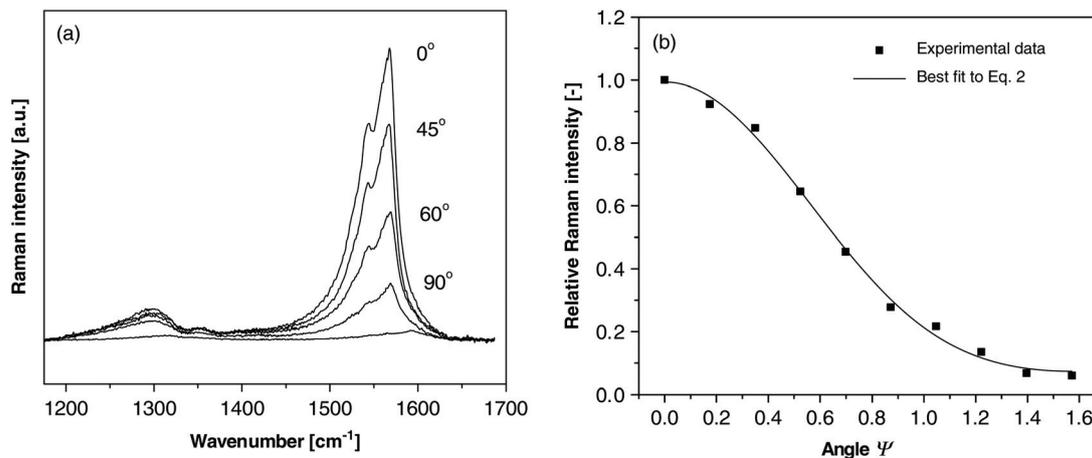 (a)
0°
45°
60°
90°
Raman intensity [a.u.]
1200 1300 1400 1500 1600 1700
Wavenumber [cm⁻¹]
(b)
Experimental data
Best fit to Eq. 2
1.2
1.0
0.8
0.6
0.4
0.2
0.0
Relative Raman intensity [-]
0.0 0.2 0.4 0.6 0.8 1.0 1.2 1.4 1.6
Angle Ψ